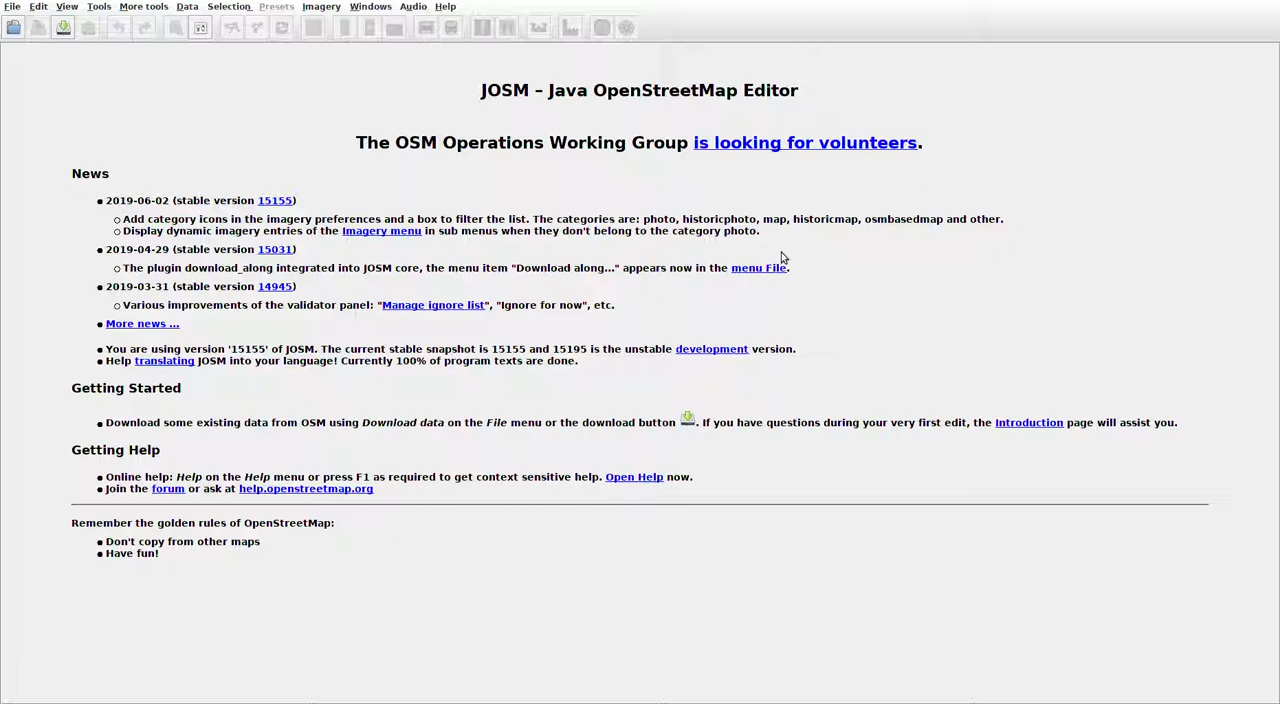 File Edit View Tools More tools Data Selection Presets Imagery Windows Audio Help
JOSM – Java OpenStreetMap Editor
The OSM Operations Working Group is looking for volunteers.
News
2019-06-02 (stable version 15155)
Add category icons in the imagery preferences and a box to filter the list. The categories are: photo, historicphoto, map, historicmap, osmbasedmap and other.
Display dynamic imagery entries of the Imagery menu in sub menus when they don't belong to the category photo.
2019-04-29 (stable version 15031)
The plugin download_along integrated into JOSM core, the menu item "Download along..." appears now in the menu File.
2019-03-31 (stable version 14945)
Various improvements of the validator panel: "Manage ignore list", "Ignore for now", etc.
More news ...
You are using version '15155' of JOSM. The current stable snapshot is 15155 and 15195 is the unstable development version.
Help translating JOSM into your language! Currently 100% of program texts are done.
Getting Started
Download some existing data from OSM using Download data on the File menu or the download button . If you have questions during your very first edit, the Introduction page will assist you.
Getting Help
Online help: Help on the Help menu or press F1 as required to get context sensitive help. Open Help now.
Join the forum or ask at help.openstreetmap.org
Remember the golden rules of OpenStreetMap:
Don't copy from other maps
Have fun!